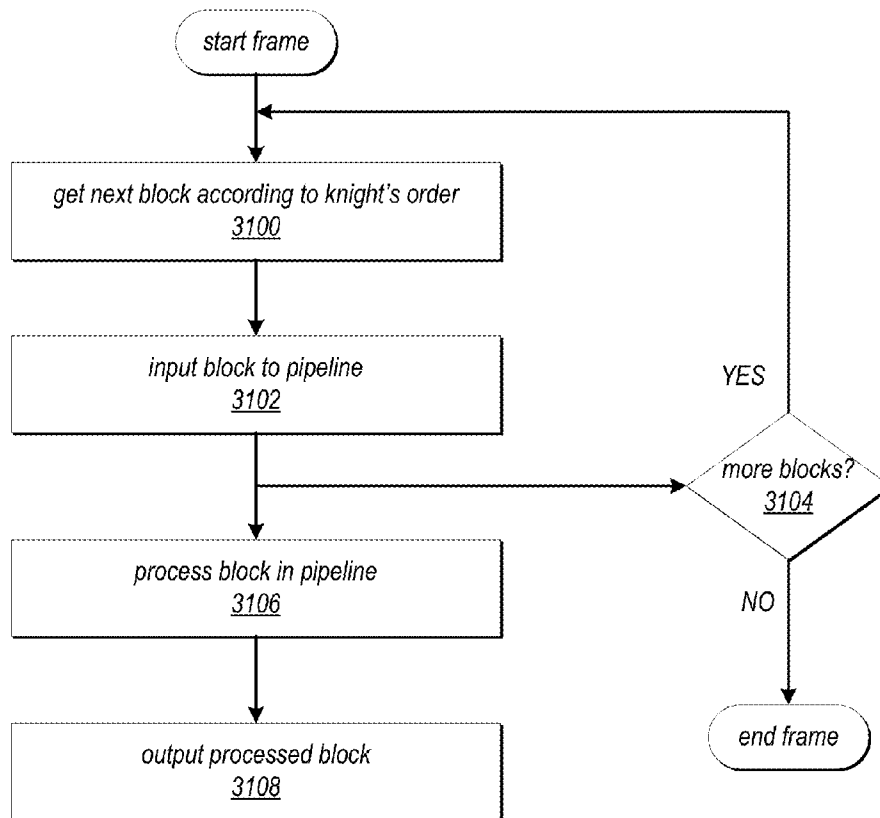 start frame
get next block according to knight's order
3100
input block to pipeline
3102
YES
more blocks?
3104
process block in pipeline
3106
NO
output processed block
3108
end frame